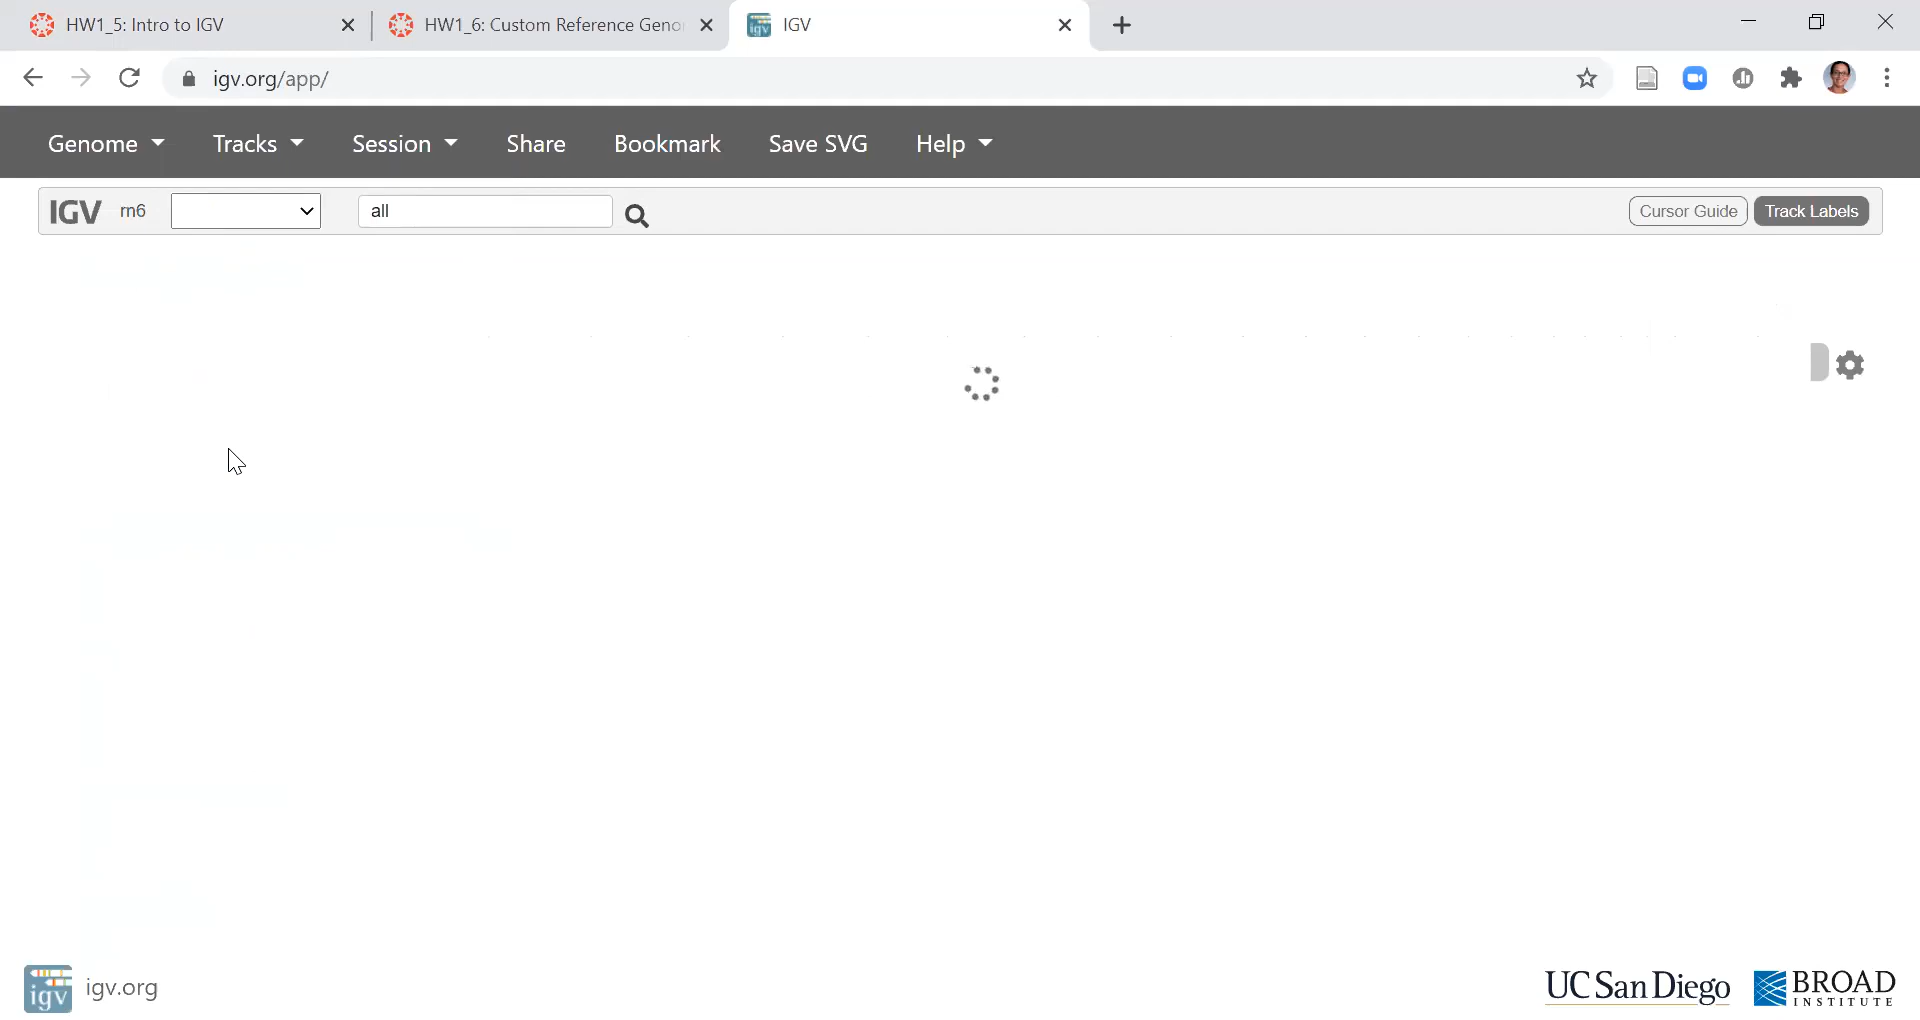 HW1_5: Intro to IGV
HW1_6: Custom Reference Geno
IGV
igv.org/app/
Genome
Tracks
Session
Share
Bookmark
Save SVG
Help
IGV
rn6
all
Cursor Guide
Track Labels
igv
igv.org
UC San Diego
BROAD
INSTITUTE